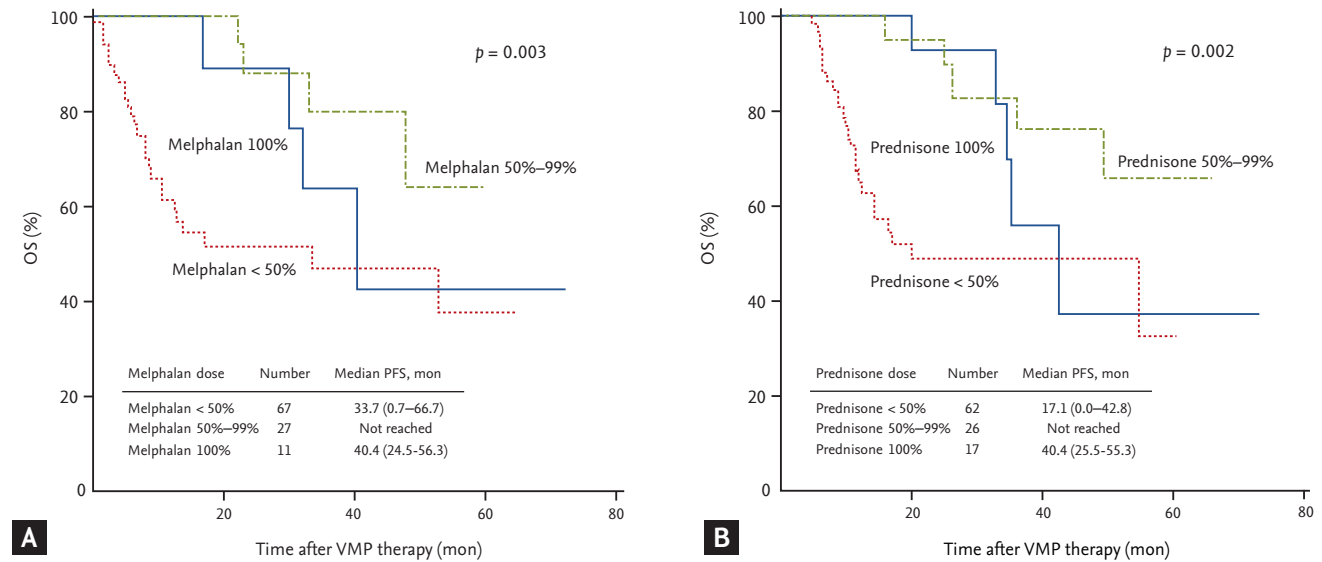 100
80
60
40
20
0
OS (%)
p = 0.003
Melphalan 100%
Melphalan 50%–99%
Melphalan < 50%
Melphalan dose Number Median PFS, mon
Melphalan < 50% 67 33.7 (0.7–66.7)
Melphalan 50%–99% 27 Not reached
Melphalan 100% 11 40.4 (24.5-56.3)
20 40 60 80
Time after VMP therapy (mon)
A
100
80
60
40
20
0
OS (%)
p = 0.002
Prednisone 100%
Prednisone 50%–99%
Prednisone < 50%
Prednisone dose Number Median PFS, mon
Prednisone < 50% 62 17.1 (0.0–42.8)
Prednisone 50%–99% 26 Not reached
Prednisone 100% 17 40.4 (25.5-55.3)
20 40 60 80
Time after VMP therapy (mon)
B